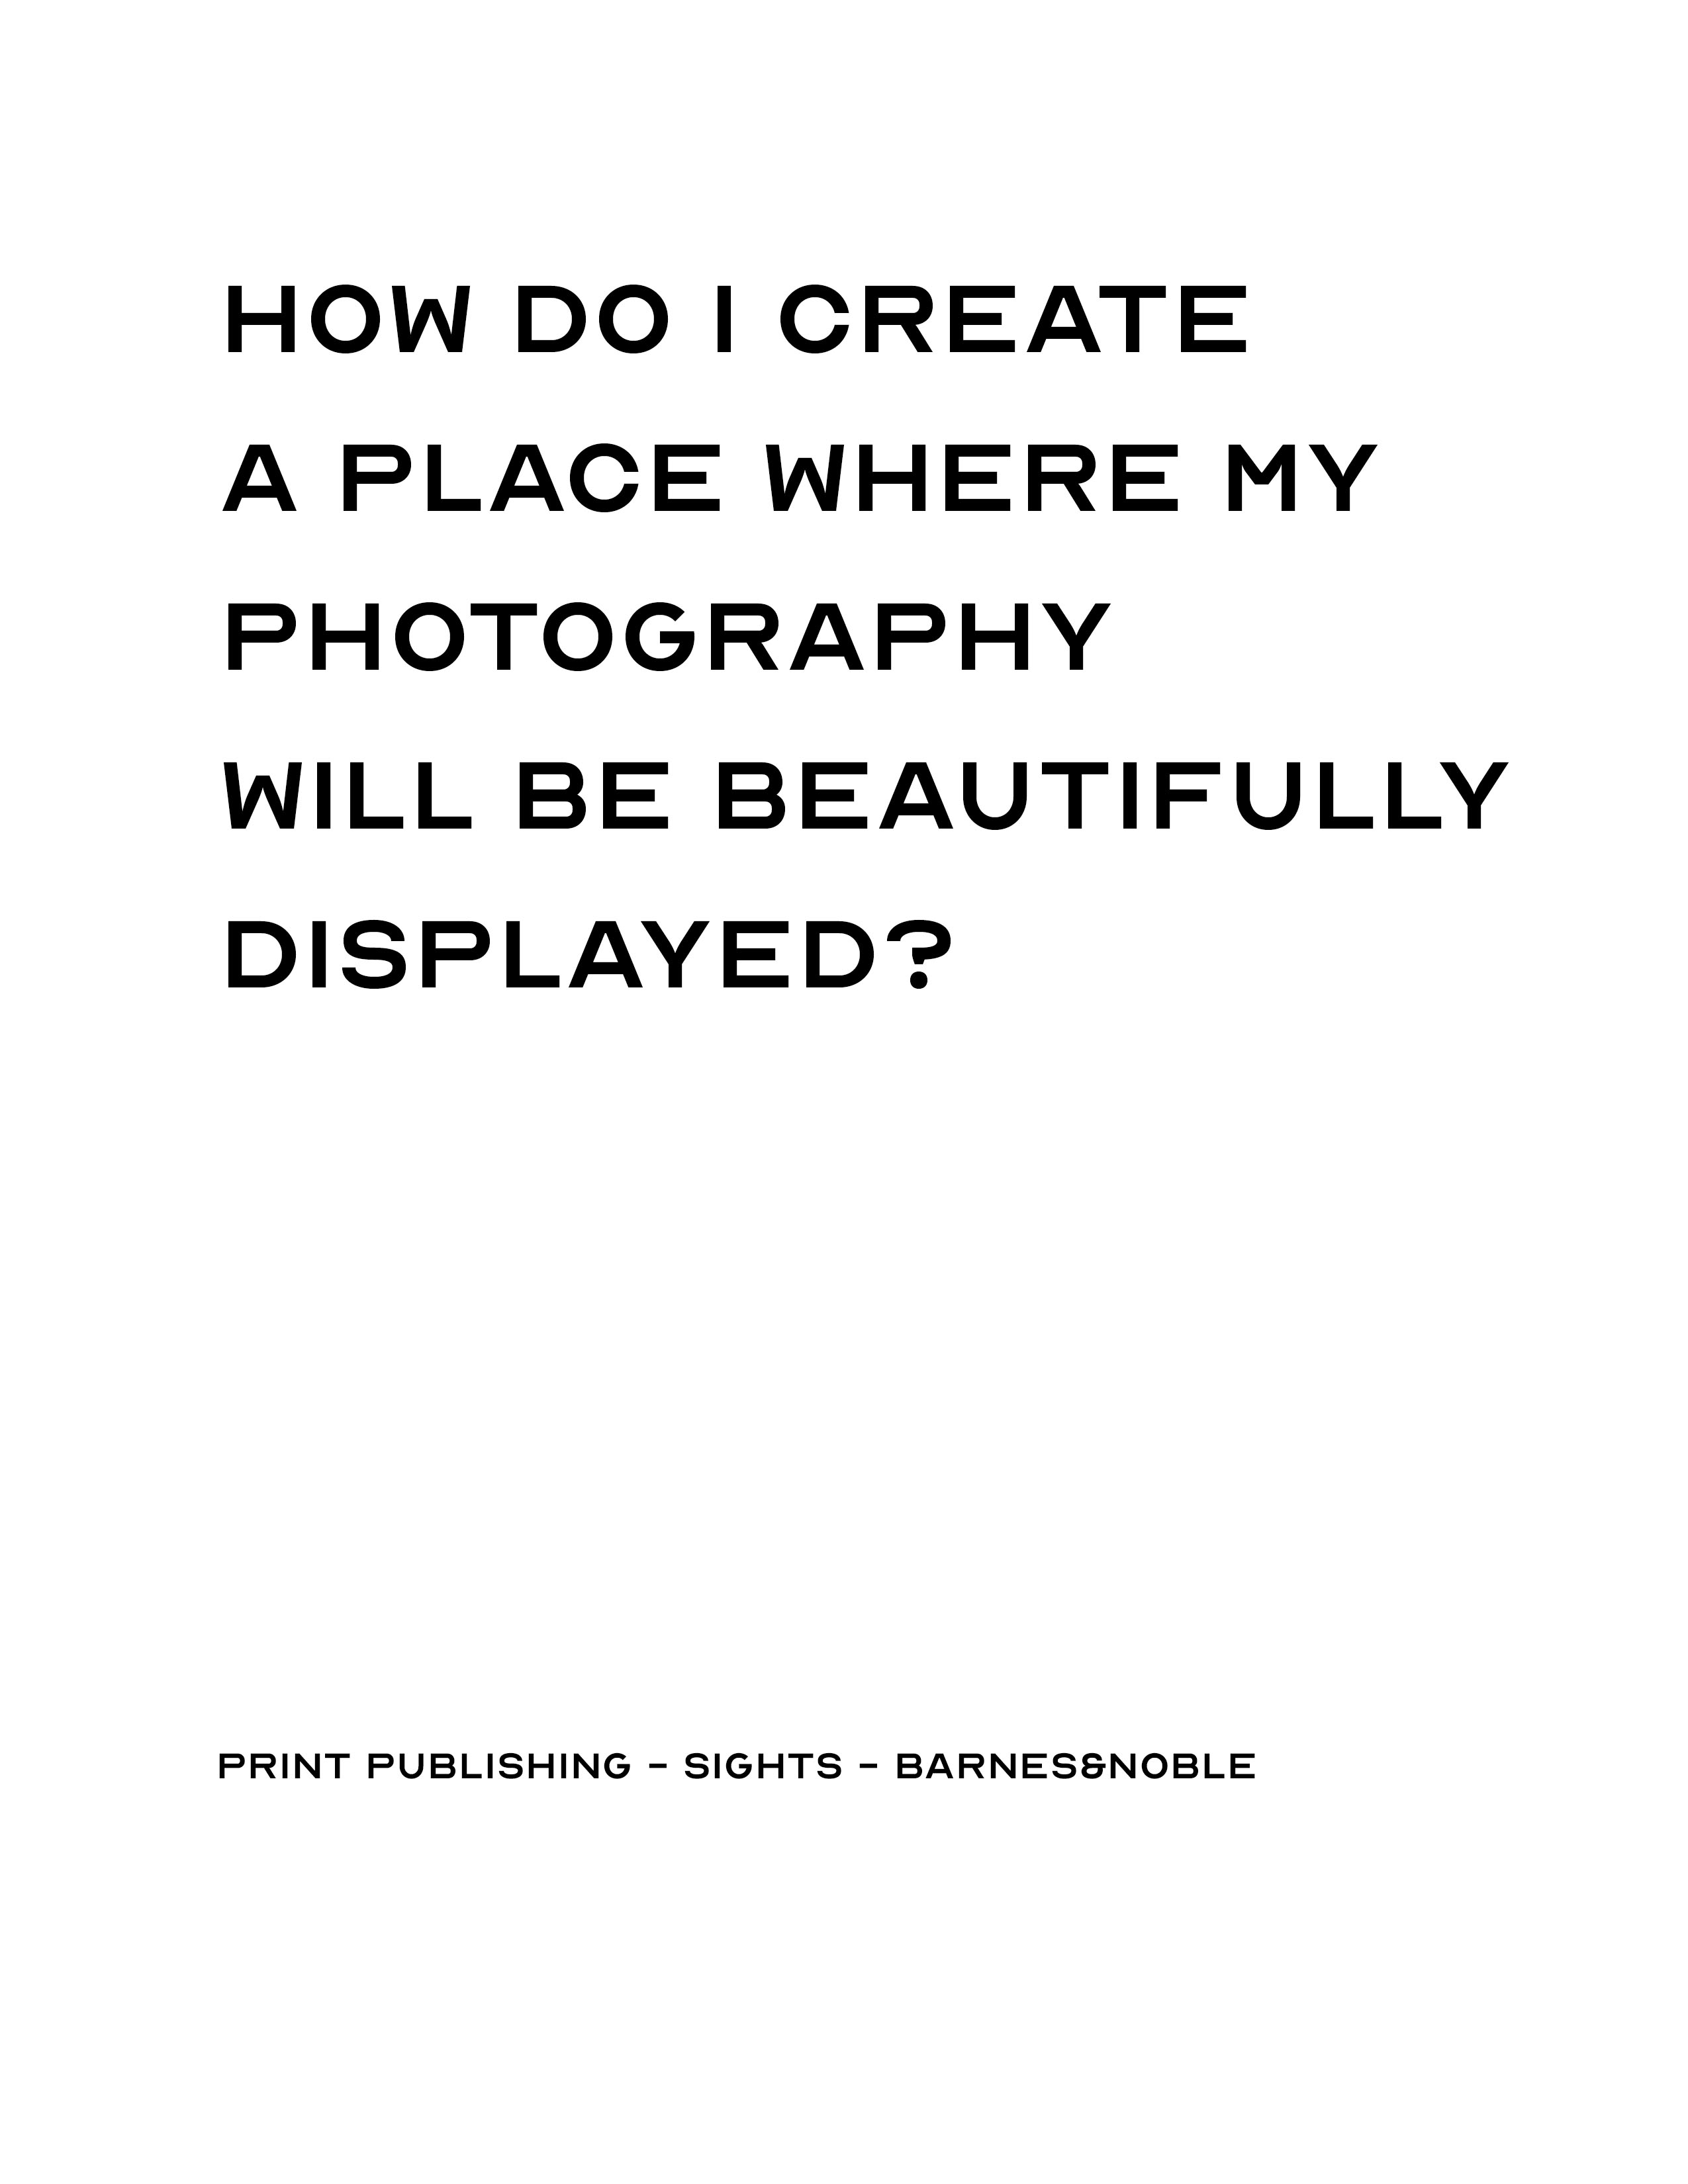 HOW DO I CREATE
A PLACE WHERE MY
PHOTOGRAPHY
WILL BE BEAUTIFULLY
DISPLAYED?
PRINT PUBLISHING – SIGHTS – BARNES&NOBLE